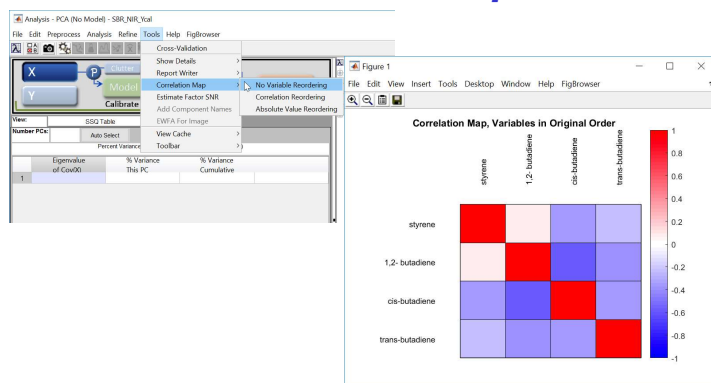 Analysis - PCA (No Model) - SBR_NIR_Ycal
File Edit Preprocess Analysis Refine Tools Help FigBrowser
Cross-Validation
Show Details
Report Writer
Correlation Map
Estimate Factor SNR
Add Component Names
EWFA For Image
View Cache
Toolbar
No Variable Reordering
Correlation Reordering
Absolute Value Reordering
X
P
Cluster
Model
Y
Calibrate
View:
SSQ Table
Number PCs:
Auto Select
Percent Variance
Eigenvalue of Cov(X)
% Variance This PC
% Variance Cumulative
1
Figure 1
File Edit View Insert Tools Desktop Window Help FigBrowser
Correlation Map, Variables in Original Order
styrene
1,2- butadiene
cis-butadiene
trans-butadiene
styrene
1,2- butadiene
cis-butadiene
trans-butadiene
1
0.8
0.6
0.4
0.2
0
-0.2
-0.4
-0.6
-0.8
-1